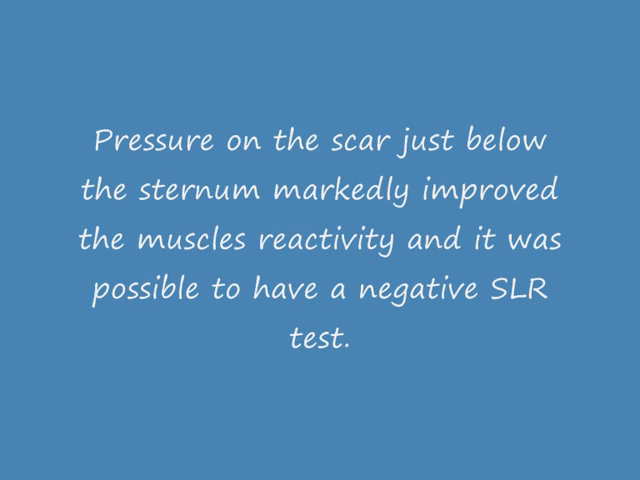 Pressure on the scar just below
the sternum markedly improved
the muscles reactivity and it was
possible to have a negative SLR
test.